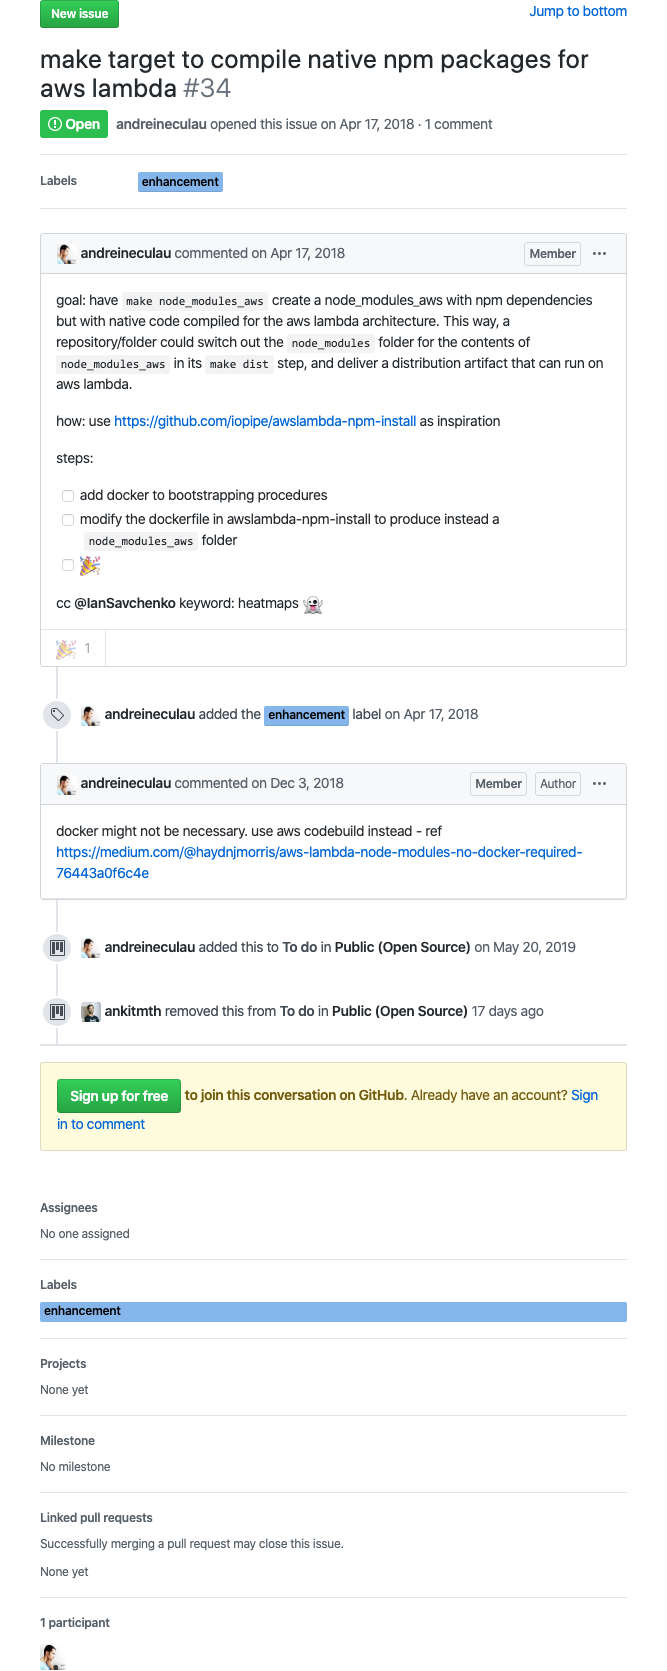 New issue
Jump to bottom
make target to compile native npm packages for
aws lambda #34
Open andreineculau opened this issue on Apr 17, 2018 · 1 comment
Labels enhancement
andreineculau commented on Apr 17, 2018 Member ···
goal: have make node_modules_aws create a node_modules_aws with npm dependencies
but with native code compiled for the aws lambda architecture. This way, a
repository/folder could switch out the node_modules folder for the contents of
node_modules_aws in its make dist step, and deliver a distribution artifact that can run on
aws lambda.
how: use https://github.com/iopipe/awslambda-npm-install as inspiration
steps:
add docker to bootstrapping procedures
modify the dockerfile in awslambda-npm-install to produce instead a
node_modules_aws folder
🎉
cc @IanSavchenko keyword: heatmaps 👻
🎉 1
andreineculau added the enhancement label on Apr 17, 2018
andreineculau commented on Dec 3, 2018 Member Author ···
docker might not be necessary. use aws codebuild instead - ref
https://medium.com/@haydnjmorris/aws-lambda-node-modules-no-docker-required-
76443a0f6c4e
andreineculau added this to To do in Public (Open Source) on May 20, 2019
ankitmth removed this from To do in Public (Open Source) 17 days ago
Sign up for free to join this conversation on GitHub. Already have an account? Sign
in to comment
Assignees
No one assigned
Labels
enhancement
Projects
None yet
Milestone
No milestone
Linked pull requests
Successfully merging a pull request may close this issue.
None yet
1 participant